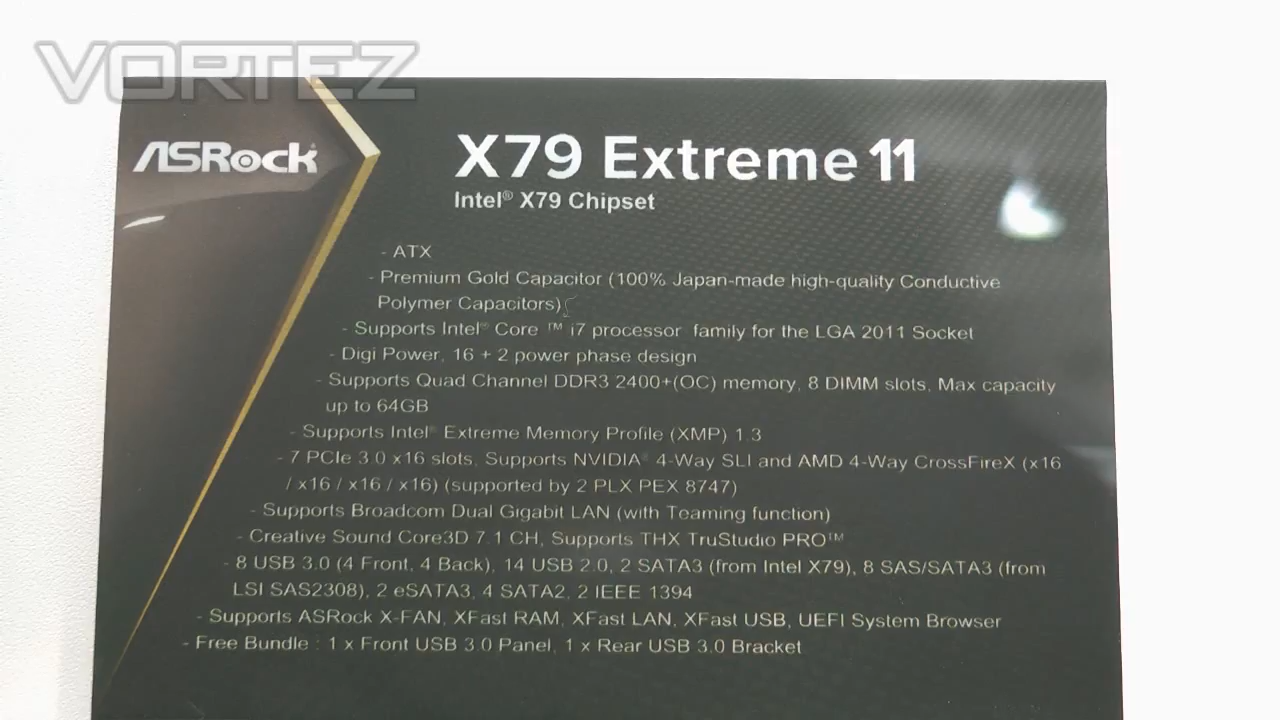 VORTEZ
ASRock
X79 Extreme 11
Intel® X79 Chipset
- ATX
- Premium Gold Capacitor (100% Japan-made high-quality Conductive
Polymer Capacitors)
- Supports Intel® Core ™ i7 processor family for the LGA 2011 Socket
- Digi Power, 16 + 2 power phase design
- Supports Quad Channel DDR3 2400+(OC) memory, 8 DIMM slots, Max capacity
up to 64GB
- Supports Intel® Extreme Memory Profile (XMP) 1.3
- 7 PCIe 3.0 x16 slots, Supports NVIDIA® 4-Way SLI and AMD 4-Way CrossFireX (x16
/ x16 / x16 / x16) (supported by 2 PLX PEX 8747)
- Supports Broadcom Dual Gigabit LAN (with Teaming function)
- Creative Sound Core3D 7.1 CH, Supports THX TruStudio PRO™
- 8 USB 3.0 (4 Front, 4 Back), 14 USB 2.0, 2 SATA3 (from Intel X79), 8 SAS/SATA3 (from
LSI SAS2308), 2 eSATA3, 4 SATA2, 2 IEEE 1394
- Supports ASRock X-FAN, XFast RAM, XFast LAN, XFast USB, UEFI System Browser
- Free Bundle : 1 x Front USB 3.0 Panel, 1 x Rear USB 3.0 Bracket